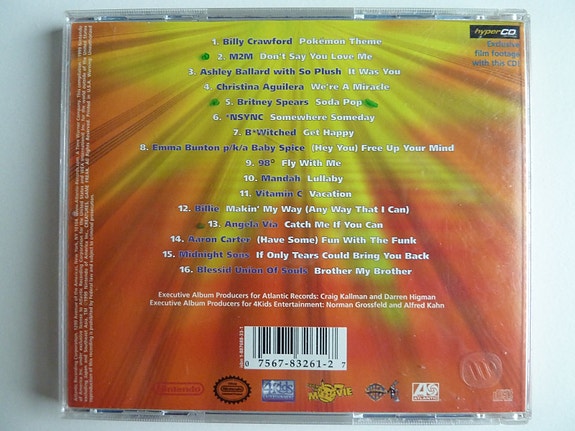 hyperCD
Exclusive
film footage
with this CD!
1. Billy Crawford Pokémon Theme
2. M2M Don't Say You Love Me
3. Ashley Ballard with So Plush It Was You
4. Christina Aguilera We're A Miracle
5. Britney Spears Soda Pop
6. *NSYNC Somewhere Someday
7. B*Witched Get Happy
8. Emma Bunton p/k/a Baby Spice (Hey You) Free Up Your Mind
9. 98° Fly With Me
10. Mandah Lullaby
11. Vitamin C Vacation
12. Billie Makin' My Way (Any Way That I Can)
13. Angela Via Catch Me If You Can
14. Aaron Carter (Have Some) Fun With The Funk
15. Midnight Sons If Only Tears Could Bring You Back
16. Blessid Union Of Souls Brother My Brother
Executive Album Producers for Atlantic Records: Craig Kallman and Darren Higman
Executive Album Producers for 4Kids Entertainment: Norman Grossfeld and Alfred Kahn
0 7567-83261-2 7
Nintendo
4Kids
MOVIE
ATLANTIC